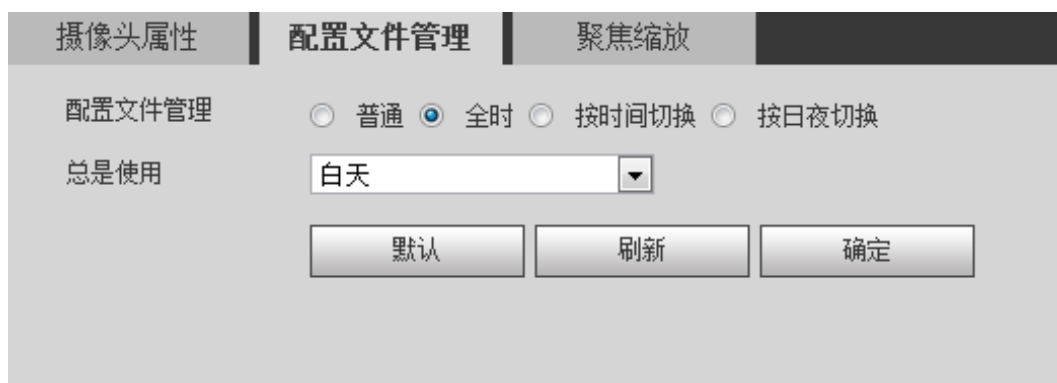 摄像头属性 配置文件管理 聚焦缩放
配置文件管理 普通 全时 按时间切换 按日夜切换
总是使用 白天
默认 刷新 确定